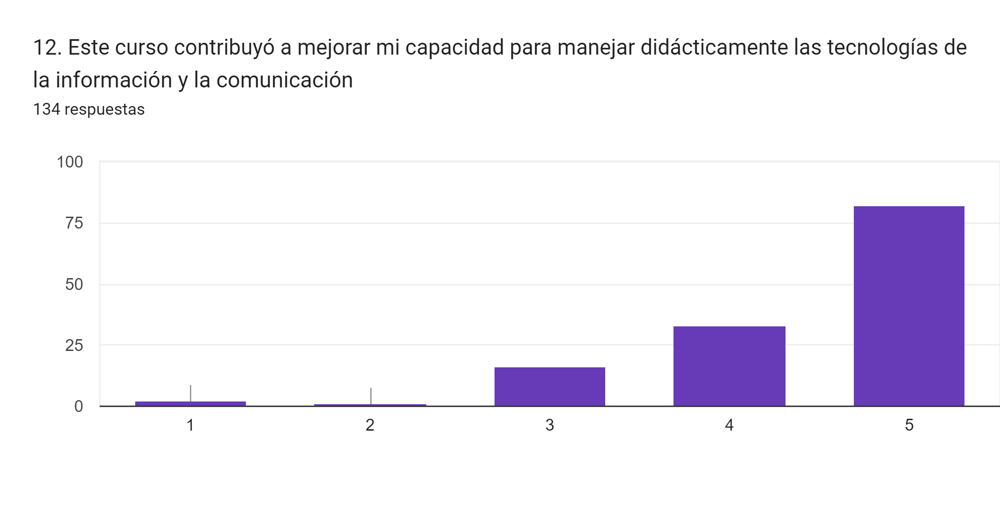 12. Este curso contribuyó a mejorar mi capacidad para manejar didácticamente las tecnologías de
la información y la comunicación
134 respuestas
100
75
50
25
0
1 2 3 4 5